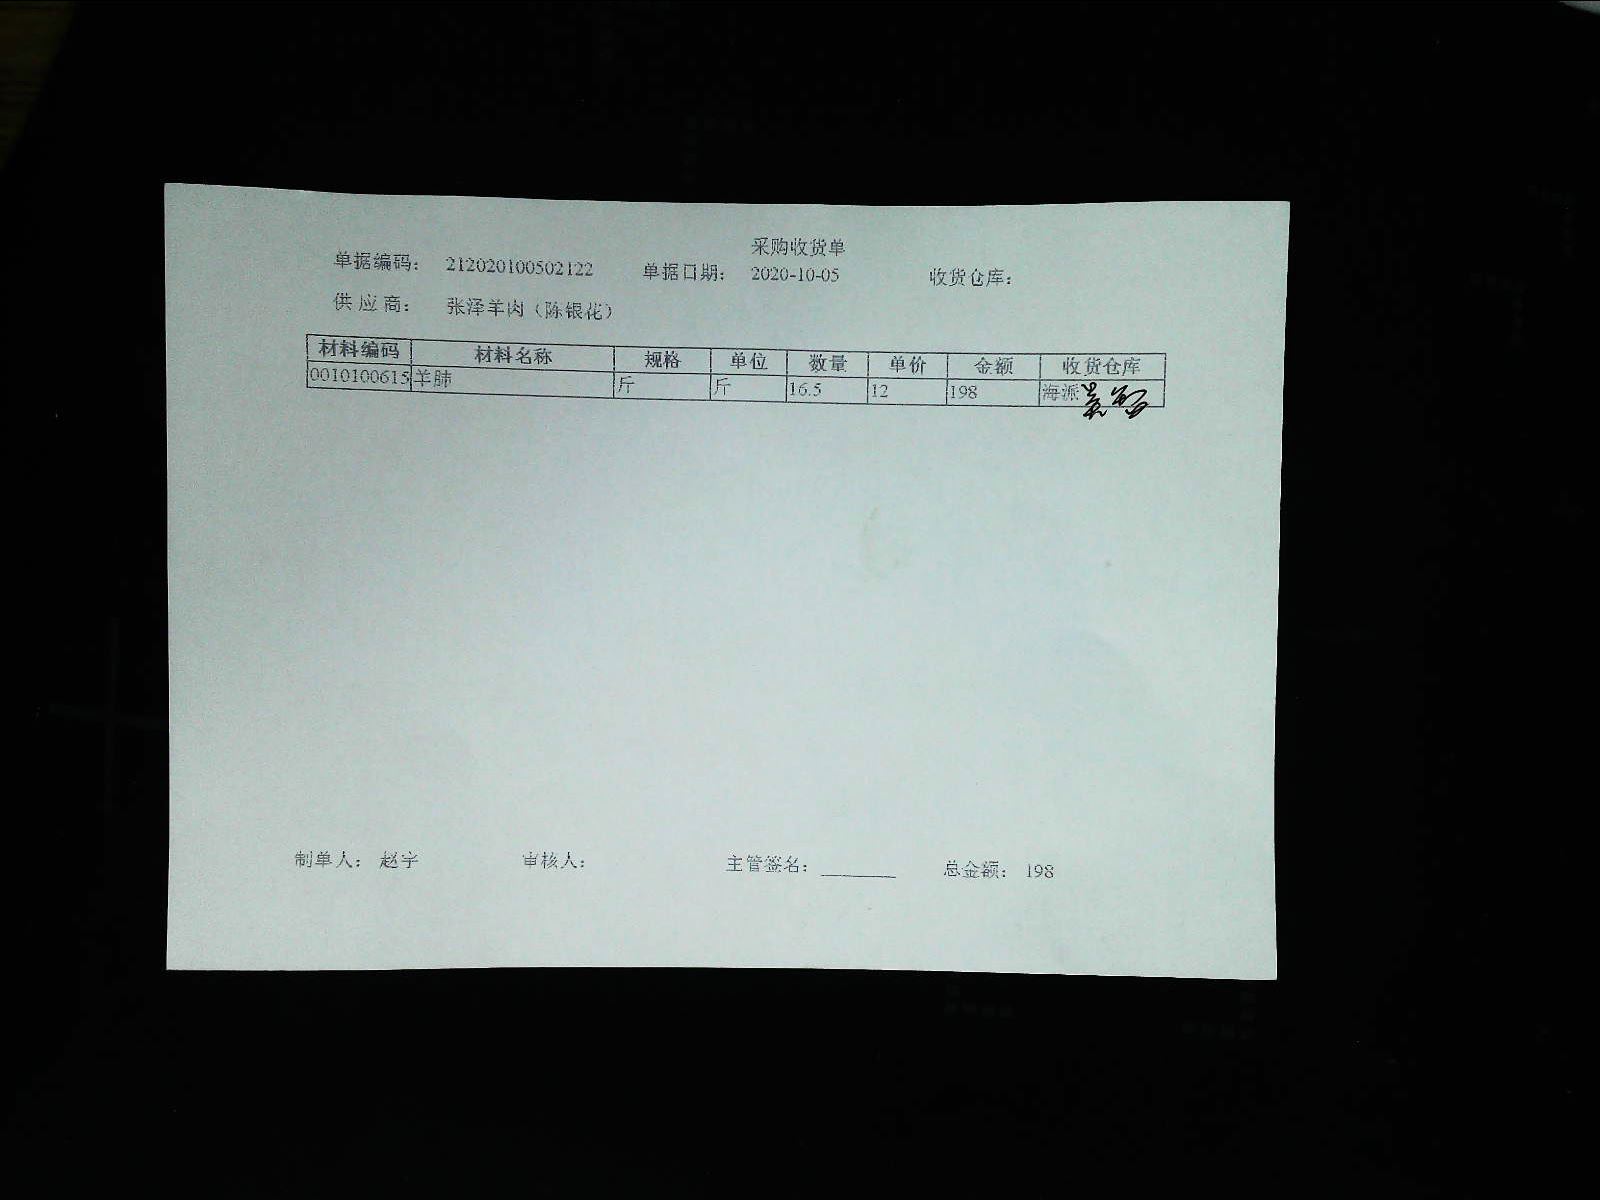 采购收货单
单据编码： 212020100502122 单据日期： 2020-10-05 收货仓库：
供 应 商： 张泽羊肉（陈银花）
材料编码 材料名称 规格 单位 数量 单价 金额 收货仓库
0010100615 羊肺 斤 斤 16.5 12 198 海派
制单人： 赵宇 审核人： 主管签名： 总金额： 198